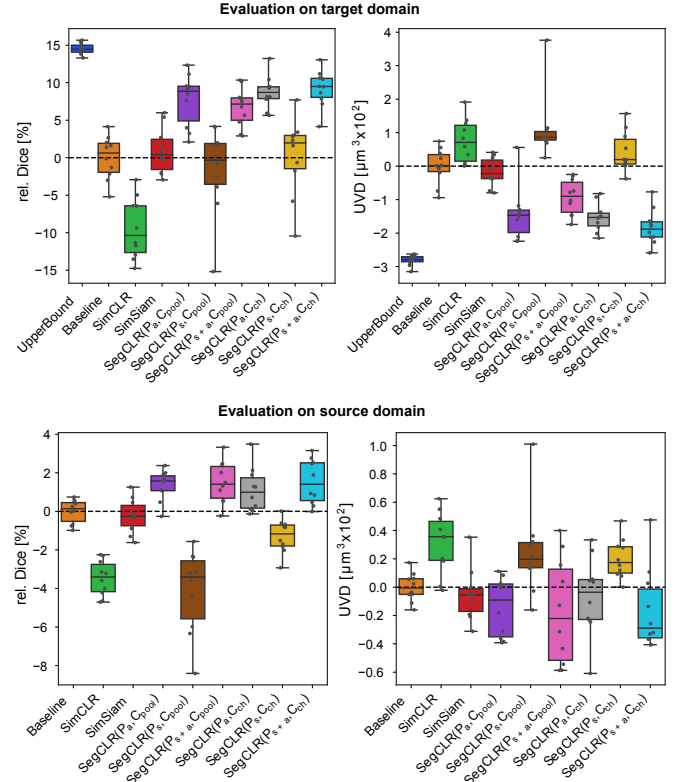 Evaluation on target domain
rel. Dice [%]
15
10
5
0
−5
−10
−15
UpperBound
Baseline
SimCLR
SimSiam
SegCLR(Pa,Cpool)
SegCLR(Ps,Cpool)
SegCLR(Ps + a,Cpool)
SegCLR(Pa,Cch)
SegCLR(Ps,Cch)
SegCLR(Ps + a,Cch)
UVD [μm³x10²]
4
3
2
1
0
−1
−2
−3
UpperBound
Baseline
SimCLR
SimSiam
SegCLR(Pa,Cpool)
SegCLR(Ps,Cpool)
SegCLR(Ps + a,Cpool)
SegCLR(Pa,Cch)
SegCLR(Ps,Cch)
SegCLR(Ps + a,Cch)
Evaluation on source domain
rel. Dice [%]
4
2
0
−2
−4
−6
−8
Baseline
SimCLR
SimSiam
SegCLR(Pa,Cpool)
SegCLR(Ps,Cpool)
SegCLR(Ps + a,Cpool)
SegCLR(Pa,Cch)
SegCLR(Ps,Cch)
SegCLR(Ps + a,Cch)
UVD [μm³x10²]
1.0
0.8
0.6
0.4
0.2
0.0
−0.2
−0.4
−0.6
Baseline
SimCLR
SimSiam
SegCLR(Pa,Cpool)
SegCLR(Ps,Cpool)
SegCLR(Ps + a,Cpool)
SegCLR(Pa,Cch)
SegCLR(Ps,Cch)
SegCLR(Ps + a,Cch)